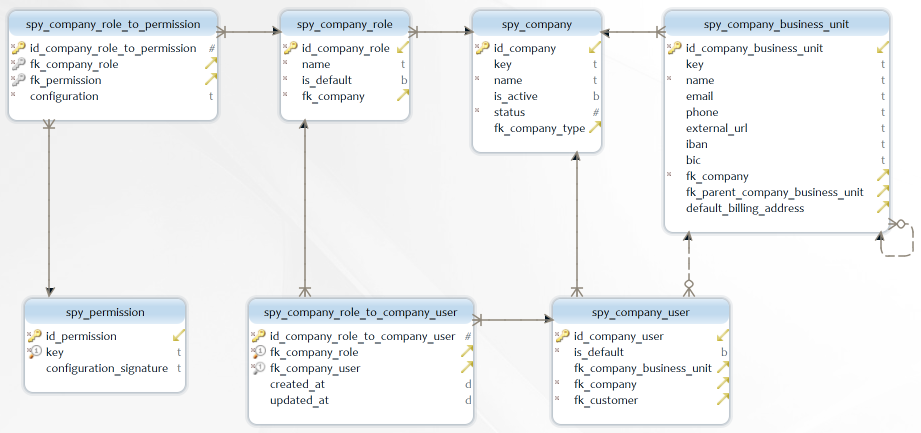 spy_company_role_to_permission
id_company_role_to_permission #
fk_company_role
fk_permission
configuration t
spy_company_role
id_company_role
name t
is_default b
fk_company
spy_company
id_company
key t
name t
is_active b
status #
fk_company_type
spy_company_business_unit
id_company_business_unit
key t
name t
email t
phone t
external_url t
iban t
bic t
fk_company
fk_parent_company_business_unit
default_billing_address
spy_permission
id_permission
key t
configuration_signature t
spy_company_role_to_company_user
id_company_role_to_company_user #
fk_company_role
fk_company_user
created_at d
updated_at d
spy_company_user
id_company_user
is_default b
fk_company_business_unit
fk_company
fk_customer